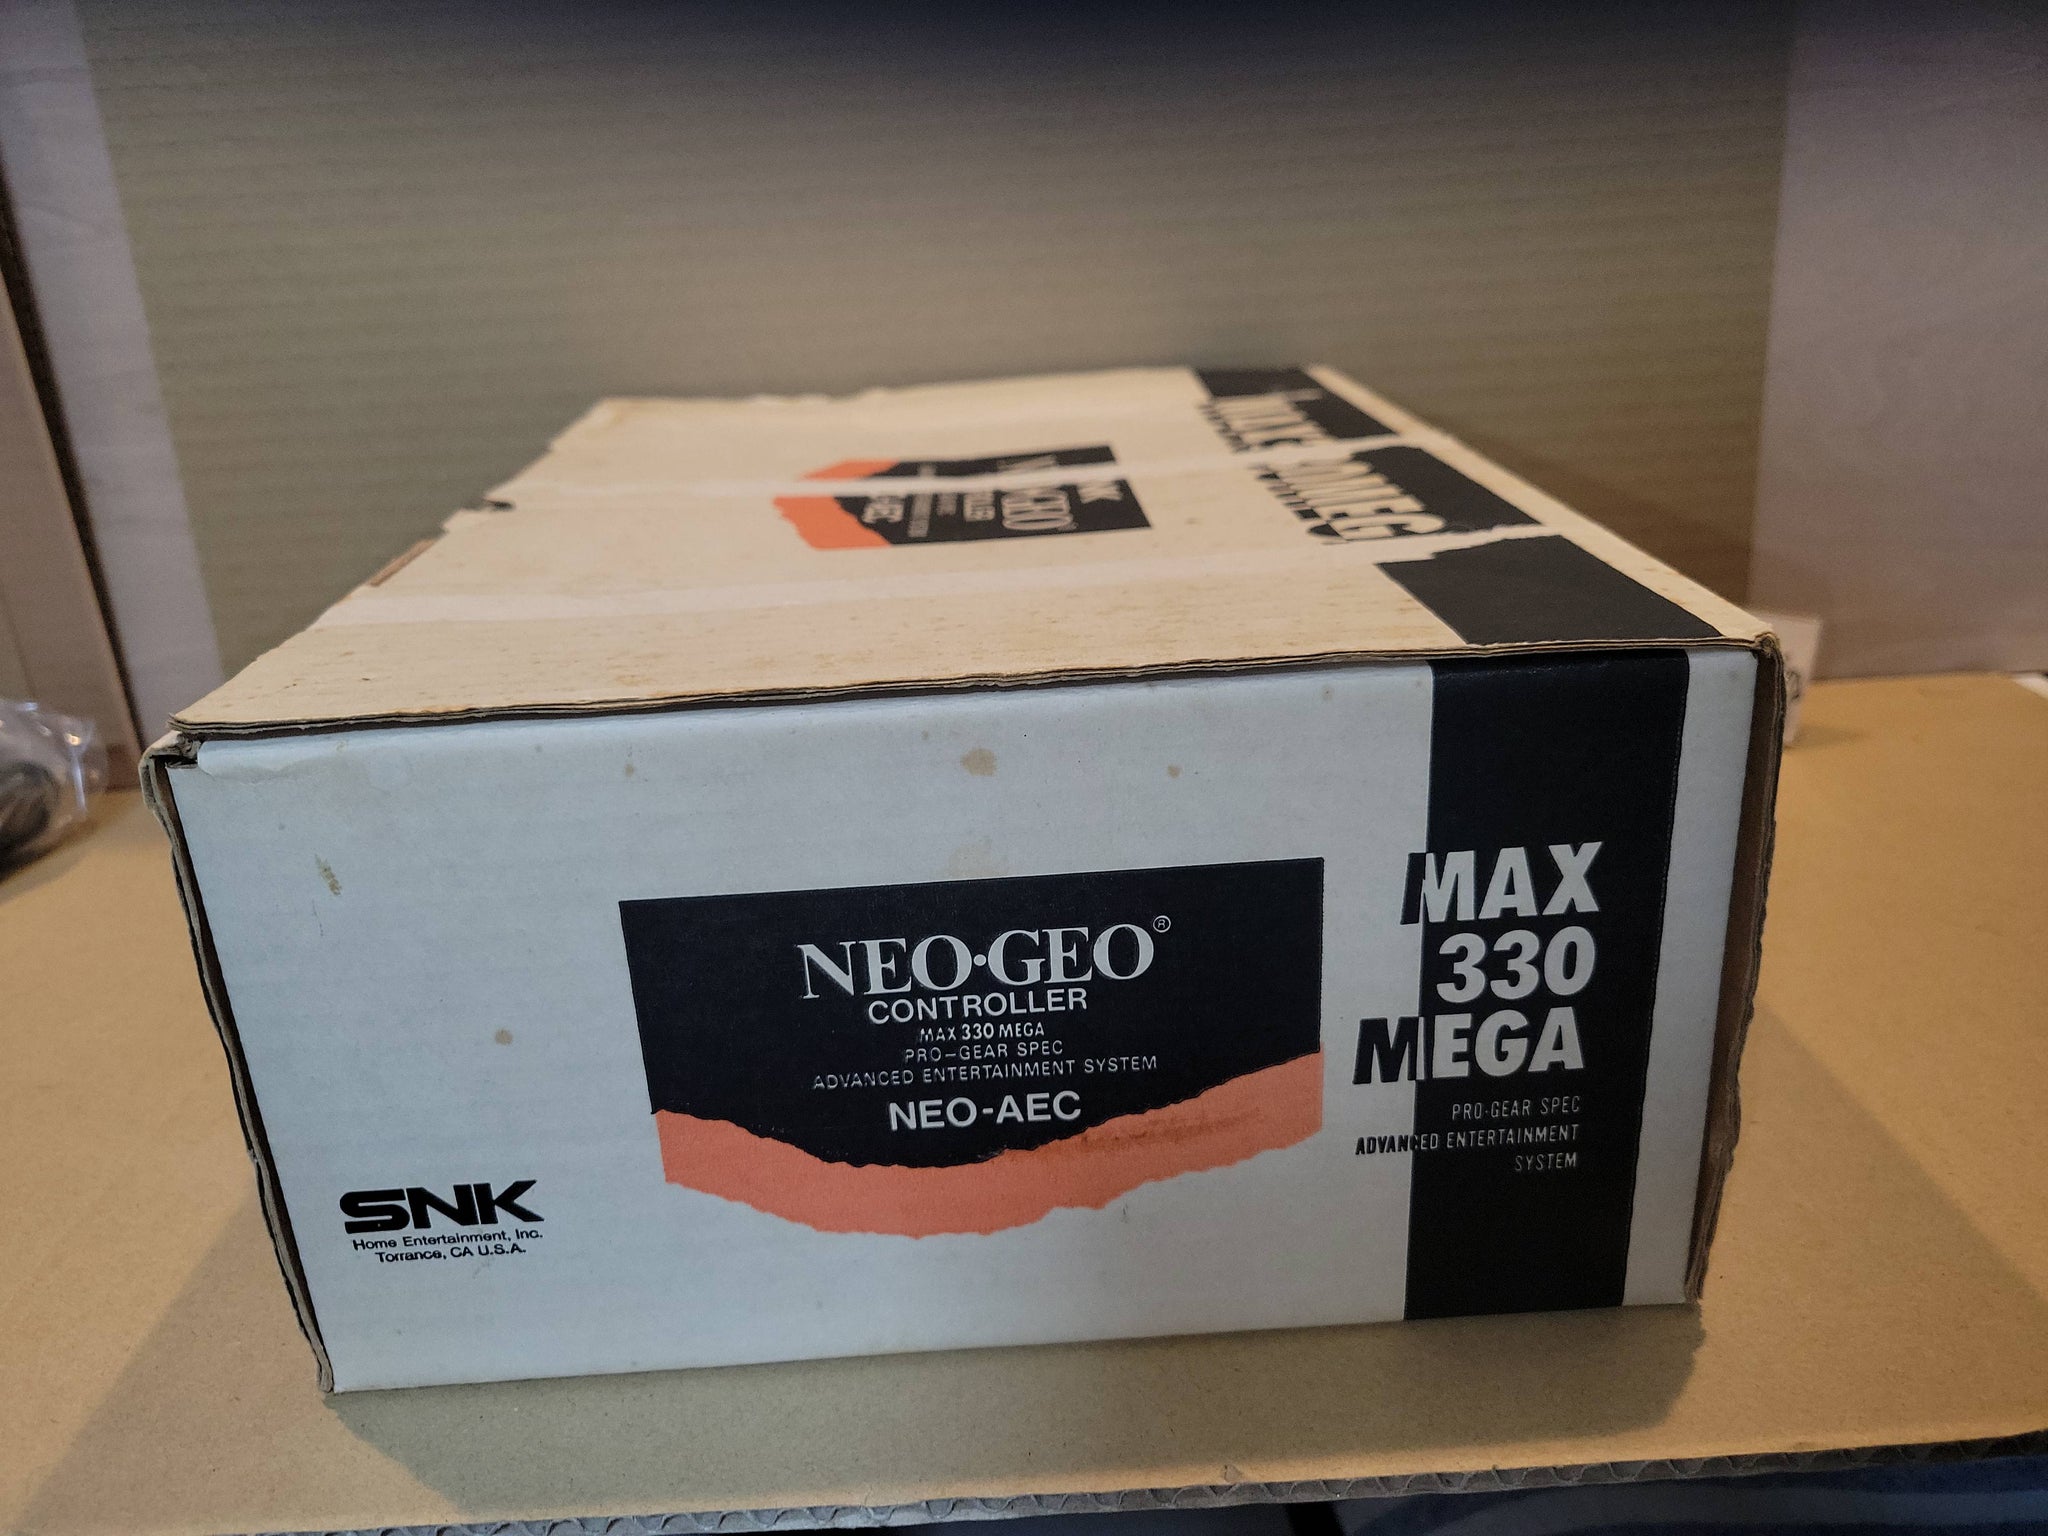 NEO·GEO®
CONTROLLER
MAX 330 MEGA
PRO-GEAR SPEC
ADVANCED ENTERTAINMENT SYSTEM
NEO-AEC
SNK
Home Entertainment, Inc.
Torrance, CA U.S.A.
MAX
330
MEGA
PRO-GEAR SPEC
ADVANCED ENTERTAINMENT
SYSTEM